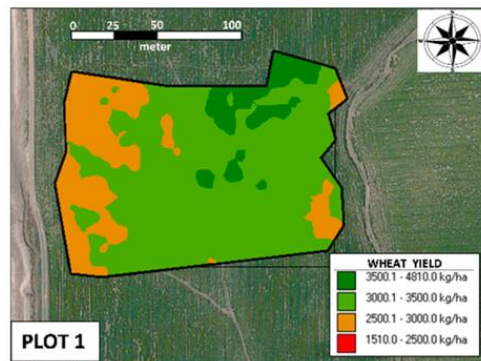 0 25 50 100
meter
WHEAT YIELD
3500.1 - 4810.0 kg/ha
3000.1 - 3500.0 kg/ha
2500.1 - 3000.0 kg/ha
1510.0 - 2500.0 kg/ha
PLOT 1